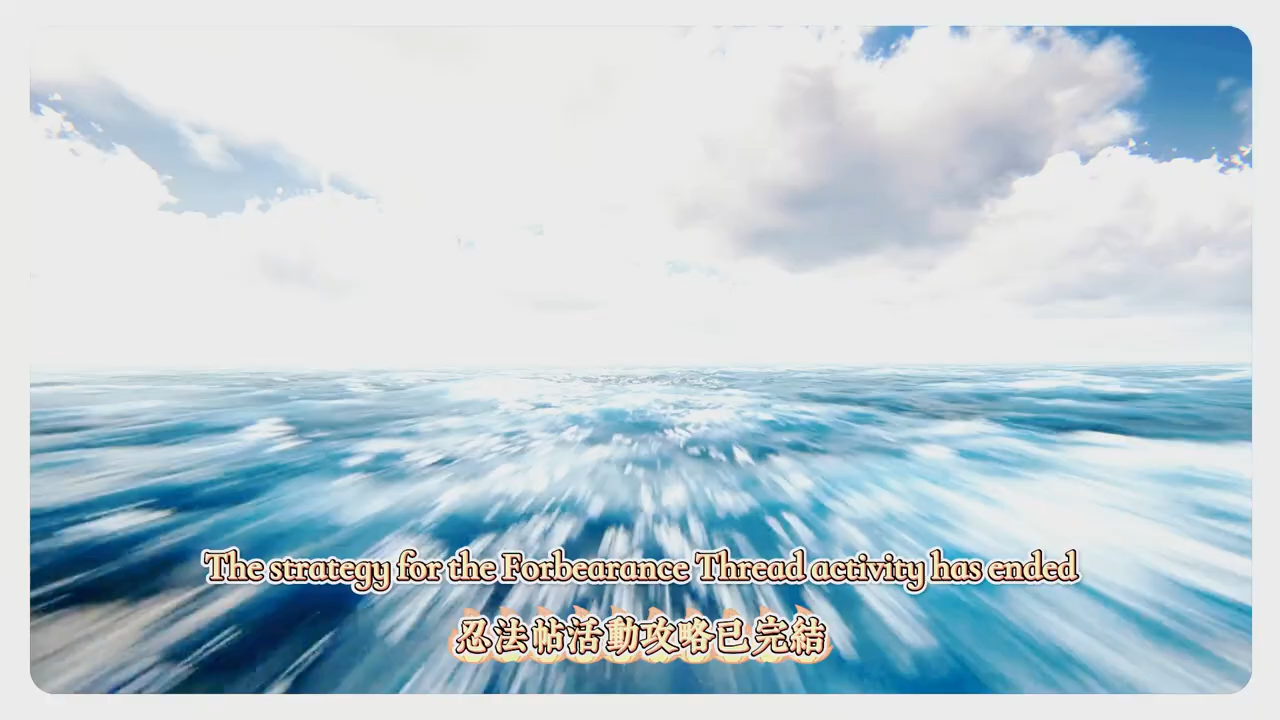 The strategy for the Forbearance Thread activity has ended
忍法帖活動攻略已完結